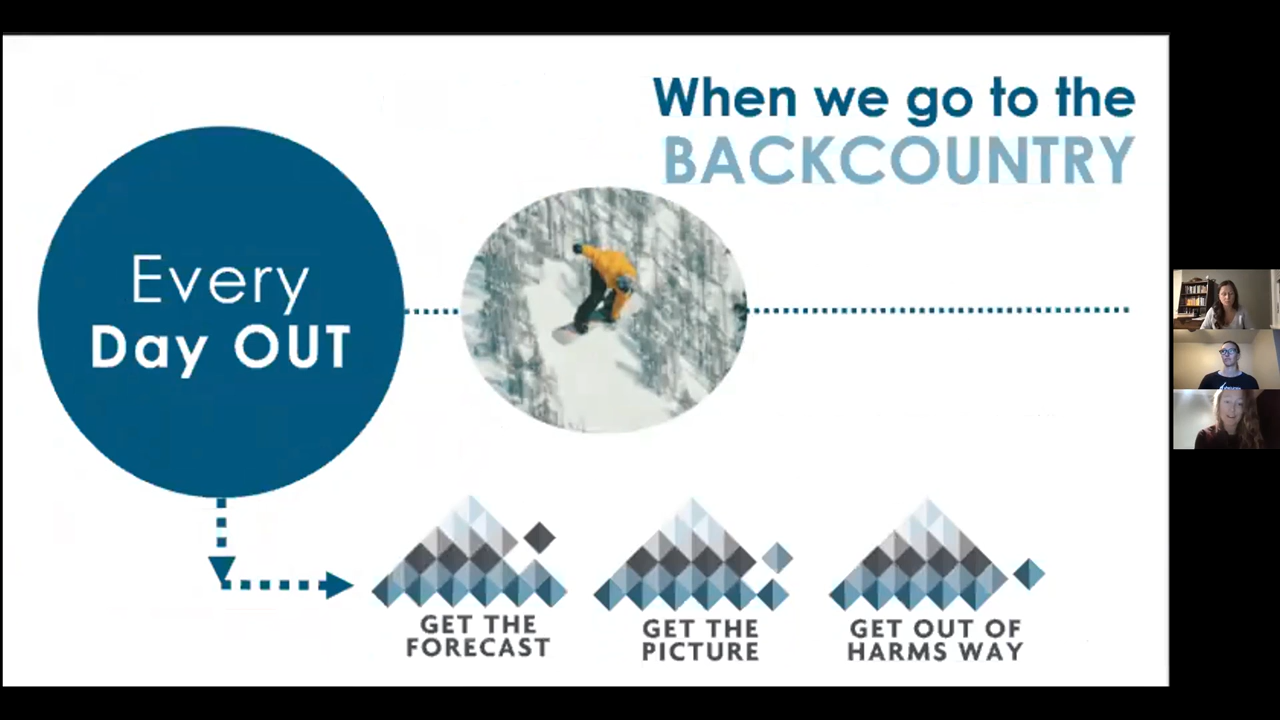 When we go to the
BACKCOUNTRY
Every
Day OUT
GET THE
FORECAST
GET THE
PICTURE
GET OUT OF
HARMS WAY